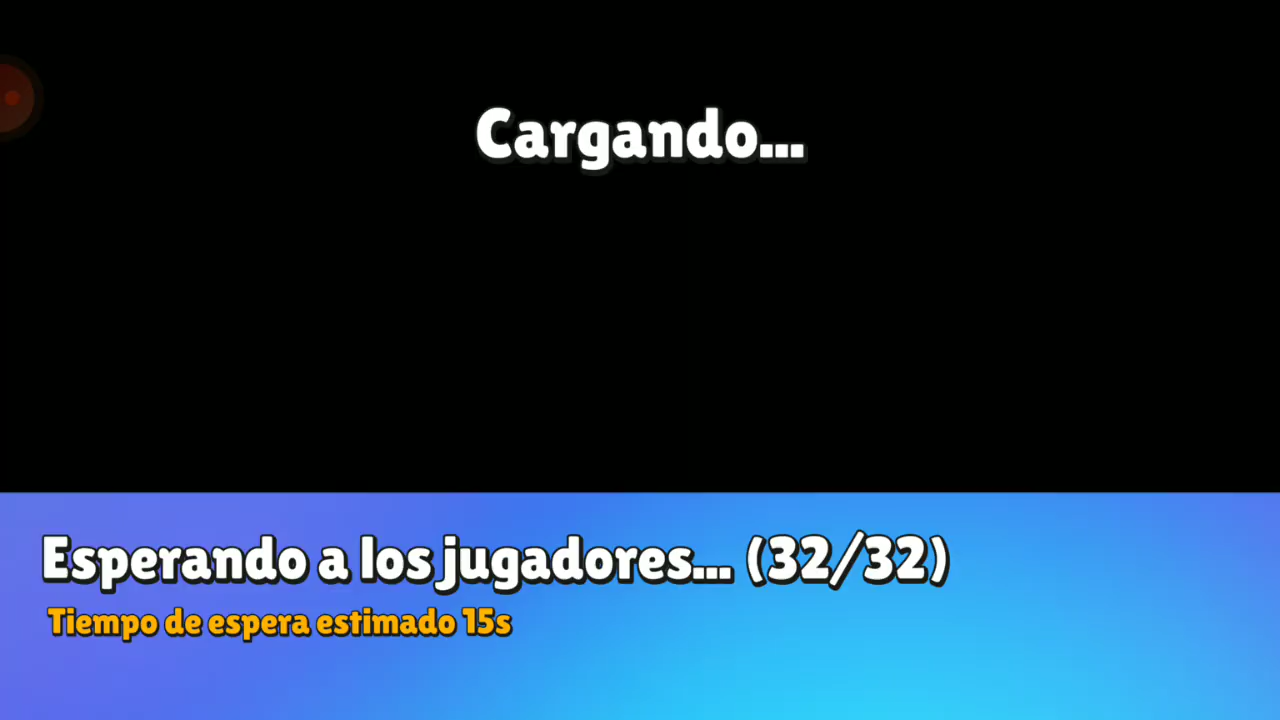 Cargando...
Esperando a los jugadores... (32/32)
Tiempo de espera estimado 15s